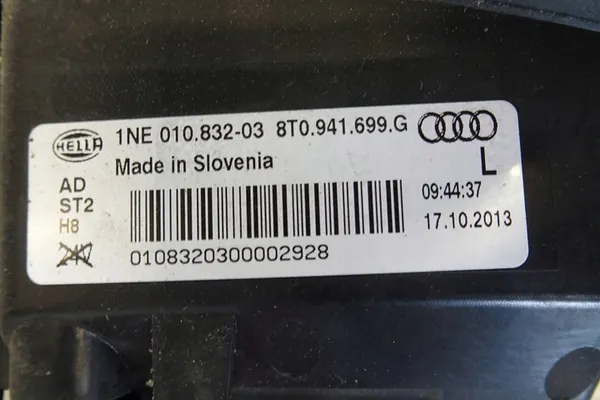 HELLA 1NE 010.832-03 8T0.941.699.G
Made in Slovenia L
AD 09:44:37
ST2
H8 17.10.2013
24V 0108320300002928